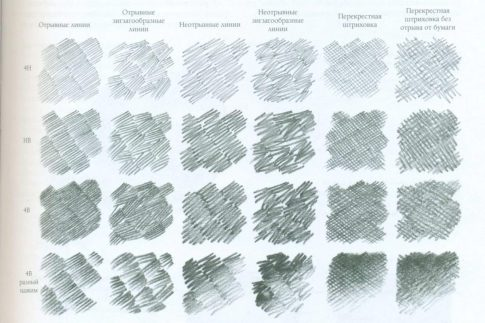 Отрывные линии
Отрывные
зигзагообразные
линии
Неотрывные линии
Неотрывные
зигзагообразные
линии
Перекрестная
штриховка
Перекрестная
штриховка без
отрыва от бумаги
4H
HB
4B
4B
разный
нажим